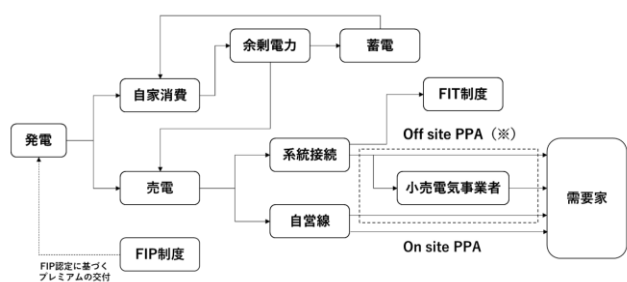 余剰電力
蓄電
自家消費
FIT制度
発電
Off site PPA（※）
系統接続
売電
小売電気事業者
需要家
自営線
FIP制度
On site PPA
FIP認定に基づく
プレミアムの交付